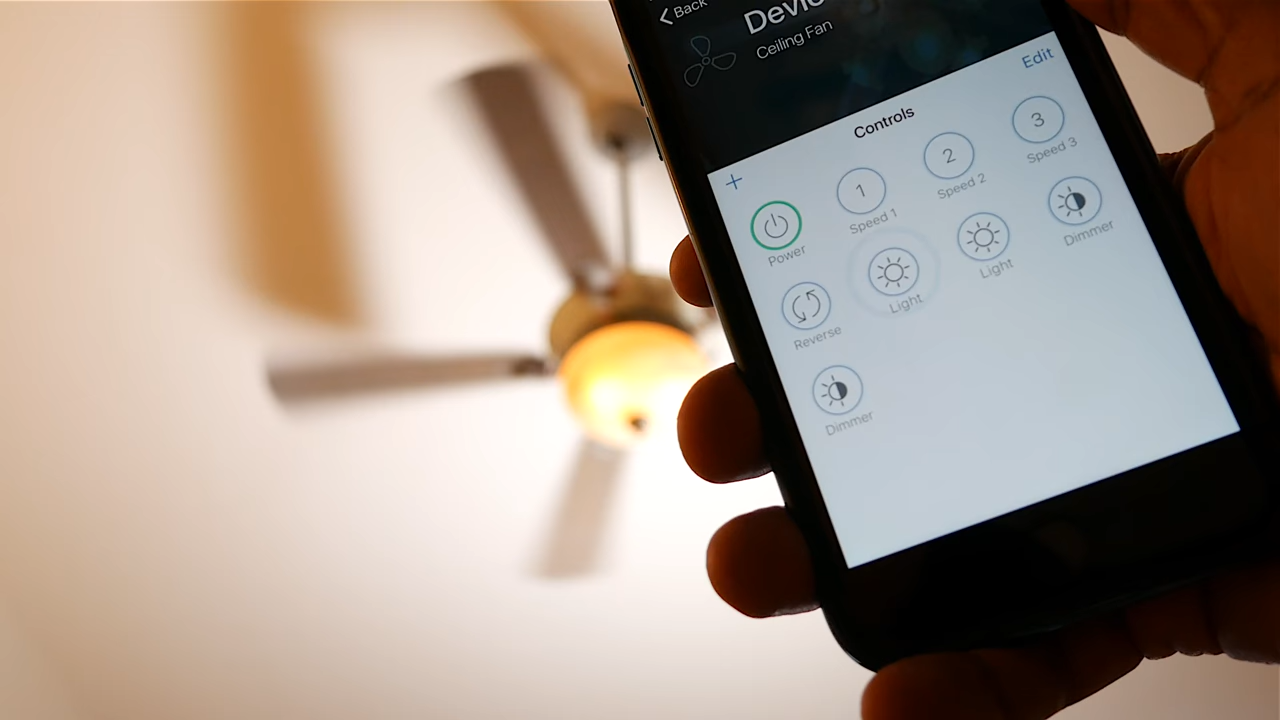 Back
Ceiling Fan
Edit
Controls
Power
1
Speed 1
2
Speed 2
3
Speed 3
Reverse
Light
Light
Dimmer
Dimmer